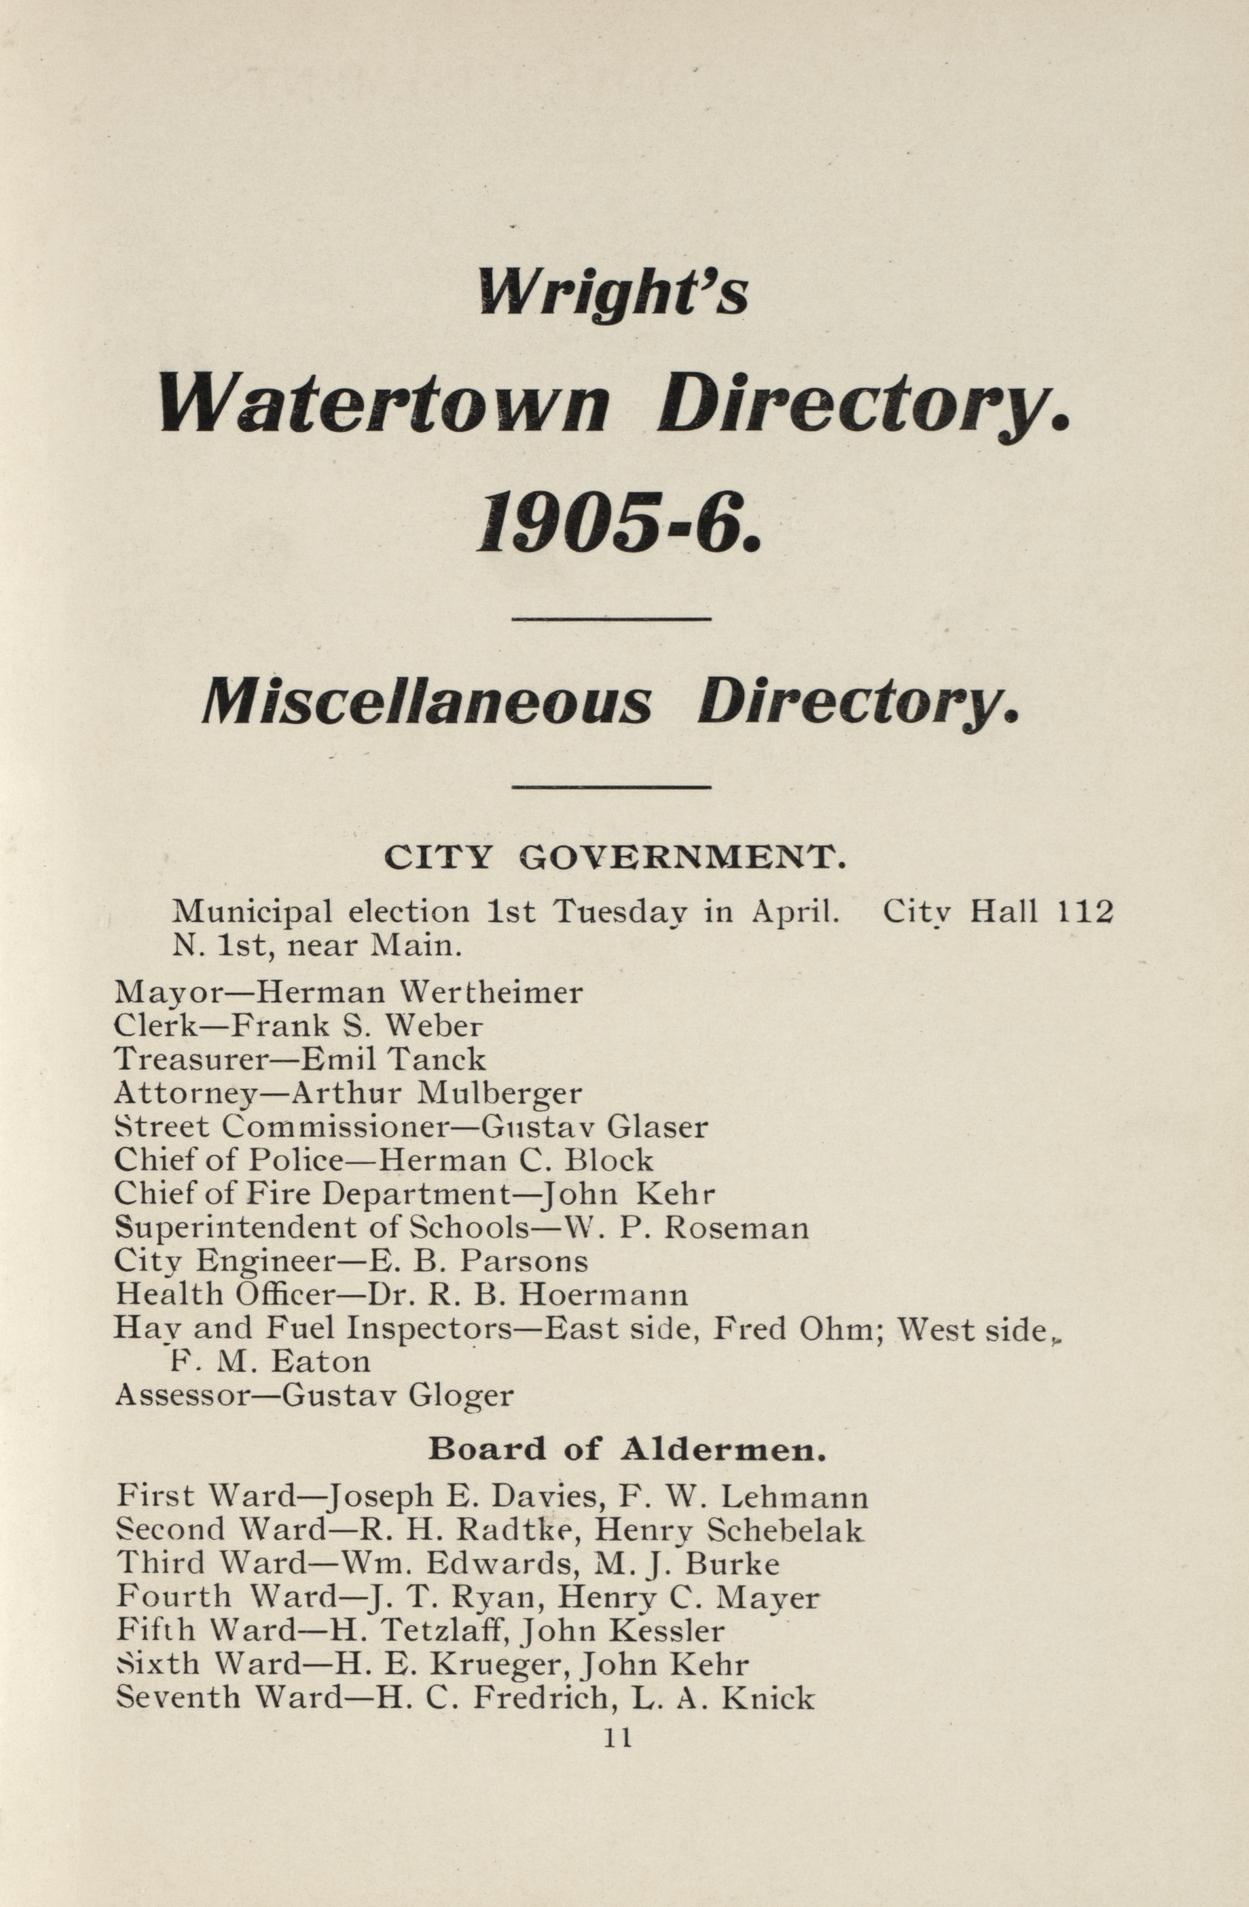 Wright's
Watertown Directory.
1905-6.
Miscellaneous Directory.
CITY GOVERNMENT.
Municipal election 1st Tuesday in April. City Hall 112
N. 1st, near Main.
Mayor—Herman Wertheimer
Clerk—Frank S. Weber
Treasurer—Emil Tanck
Attorney—Arthur Mulberger
Street Commissioner—Gustav Glaser
Chief of Police—Herman C. Block
Chief of Fire Department—John Kehr
Superintendent of Schools—W. P. Roseman
City Engineer—E. B. Parsons
Health Officer—Dr. R. B. Hoermann
Hay and Fuel Inspectors—East side, Fred Ohm; West side,
F. M. Eaton
Assessor—Gustav Gloger
Board of Aldermen.
First Ward—Joseph E. Davies, F. W. Lehmann
Second Ward—R. H. Radtke, Henry Schebelak
Third Ward—Wm. Edwards, M. J. Burke
Fourth Ward—J. T. Ryan, Henry C. Mayer
Fifth Ward—H. Tetzlaff, John Kessler
Sixth Ward—H. E. Krueger, John Kehr
Seventh Ward—H. C. Fredrich, L. A. Knick
11